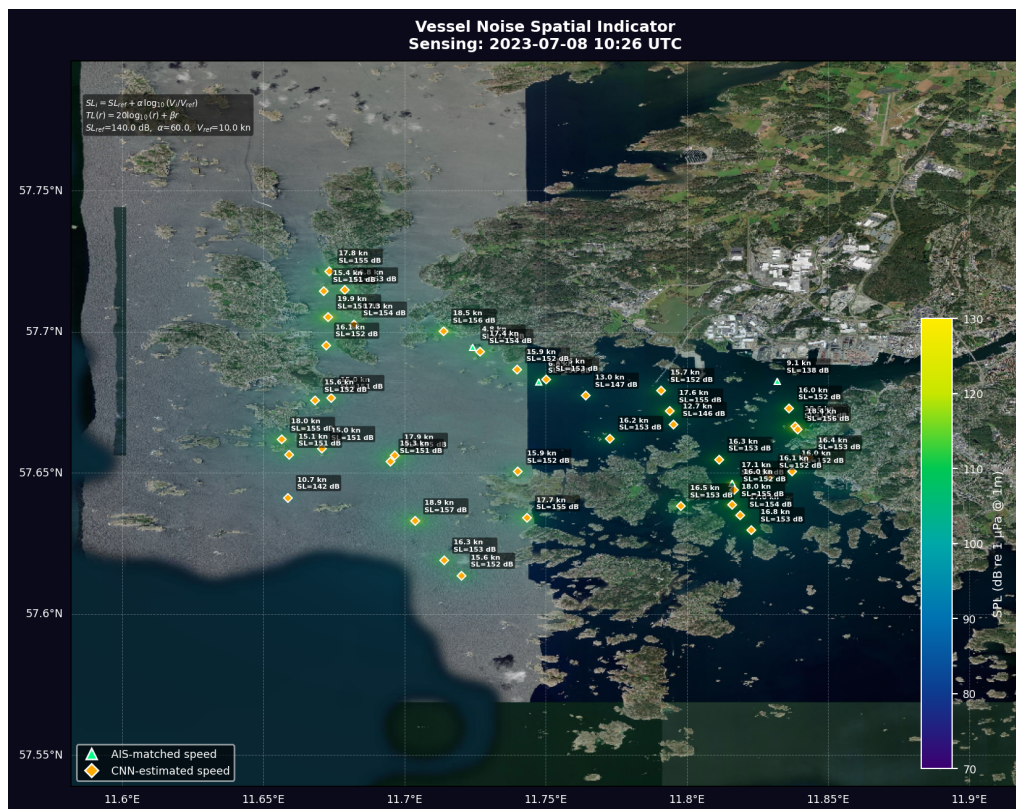 Vessel Noise Spatial Indicator
Sensing: 2023-07-08 10:26 UTC
SLᵢ = SL_ref + α log₁₀(Vᵢ/V_ref)
TL(r) = 20log₁₀(r) + βr
SL_ref=140.0 dB, α=60.0, V_ref=10.0 kn
57.75°N
57.7°N
57.65°N
57.6°N
57.55°N
17.8 kn
SL=155 dB
15.4 kn
SL=151 dB
19.9 kn
17.3 kn
SL=154 dB
16.1 kn
SL=152 dB
18.5 kn
SL=156 dB
4.8 kn
17.4 kn
SL=154 dB
15.9 kn
SL=152 dB
SL=153 dB
13.0 kn
SL=147 dB
15.7 kn
SL=152 dB
9.1 kn
SL=138 dB
17.6 kn
SL=155 dB
12.7 kn
SL=146 dB
16.0 kn
SL=152 dB
18.4 kn
SL=156 dB
15.6 kn
SL=152 dB
18.0 kn
SL=155 dB
15.0 kn
SL=151 dB
15.1 kn
SL=151 dB
17.9 kn
15.3 kn
SL=151 dB
16.2 kn
SL=153 dB
16.3 kn
SL=153 dB
16.4 kn
SL=153 dB
16.0 kn
16.1 kn
SL=152 dB
15.9 kn
SL=152 dB
17.1 kn
16.0 kn
SL=152 dB
10.7 kn
SL=142 dB
16.5 kn
SL=153 dB
18.0 kn
SL=155 dB
SL=154 dB
18.9 kn
SL=157 dB
17.7 kn
SL=155 dB
16.8 kn
SL=153 dB
16.3 kn
SL=153 dB
15.6 kn
SL=152 dB
130
120
110
100
90
80
70
SPL (dB re 1 μPa @ 1m)
AIS-matched speed
CNN-estimated speed
11.6°E
11.65°E
11.7°E
11.75°E
11.8°E
11.85°E
11.9°E